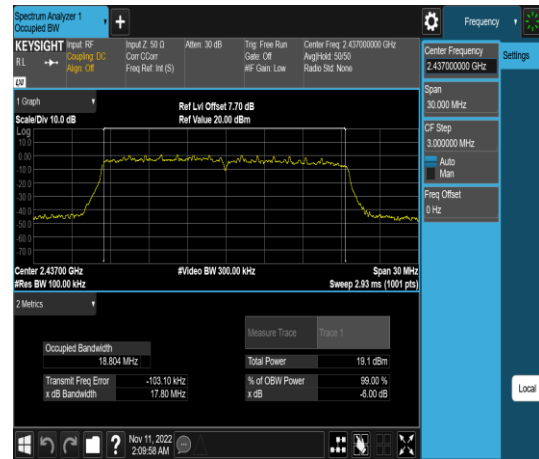 Spectrum Analyzer 1
Occupied BW
+
Frequency
KEYSIGHT
RL
LXI
Input: RF
Coupling: DC
Align: Off
Input Z: 50 Ω
Corr CCorr
Freq Ref: Int (S)
Atten: 30 dB
Trig: Free Run
Gate: Off
#IF Gain: Low
Center Freq: 2.437000000 GHz
Avg|Hold: 50/50
Radio Std: None
Center Frequency
2.437000000 GHz
Settings
Span
30.000 MHz
CF Step
3.000000 MHz
Auto
Man
Freq Offset
0 Hz
Local
1 Graph
Scale/Div 10.0 dB
Ref Lvl Offset 7.70 dB
Ref Value 20.00 dBm
Log
10.0
0.00
-10.0
-20.0
-30.0
-40.0
-50.0
-60.0
-70.0
Center 2.43700 GHz
#Res BW 100.00 kHz
#Video BW 300.00 kHz
Span 30 MHz
Sweep 2.93 ms (1001 pts)
2 Metrics
Measure Trace
Trace 1
Occupied Bandwidth
18.804 MHz
Total Power
19.1 dBm
Transmit Freq Error
-103.10 kHz
% of OBW Power
99.00 %
x dB Bandwidth
17.80 MHz
x dB
-6.00 dB
?
Nov 11, 2022
2:09:58 AM